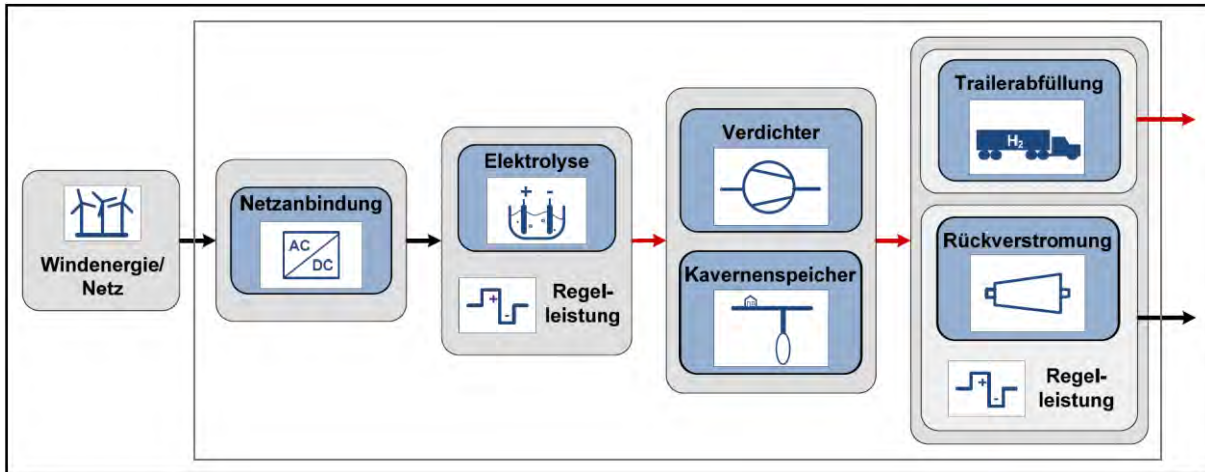 Windenergie/
Netz
Netzanbindung
AC
DC
Elektrolyse
+ -
+
-
Regel-
leistung
Verdichter
Kavernenspeicher
Trailerabfüllung
H₂
Rückverstromung
+
-
Regel-
leistung